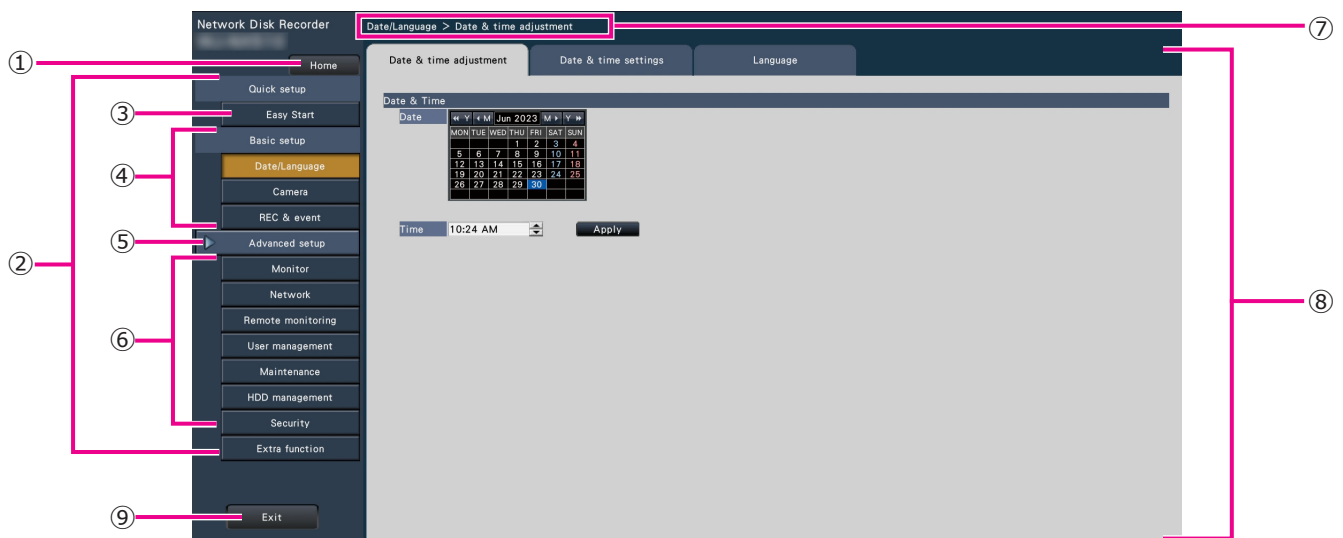 Network Disk Recorder
Date/Language > Date & time adjustment
⑦
①
Home
Date & time adjustment
Date & time settings
Language
②
Quick setup
③
Easy Start
④
Basic setup
Date/Language
Camera
REC & event
⑤
Advanced setup
⑥
Monitor
Network
Remote monitoring
User management
Maintenance
HDD management
Security
Extra function
⑨
Exit
Date & Time
Date
Y M Jun 2023 M Y
MON TUE WED THU FRI SAT SUN
1 2 3 4
5 6 7 8 9 10 11
12 13 14 15 16 17 18
19 20 21 22 23 24 25
26 27 28 29 30
Time 10:24 AM Apply
⑧